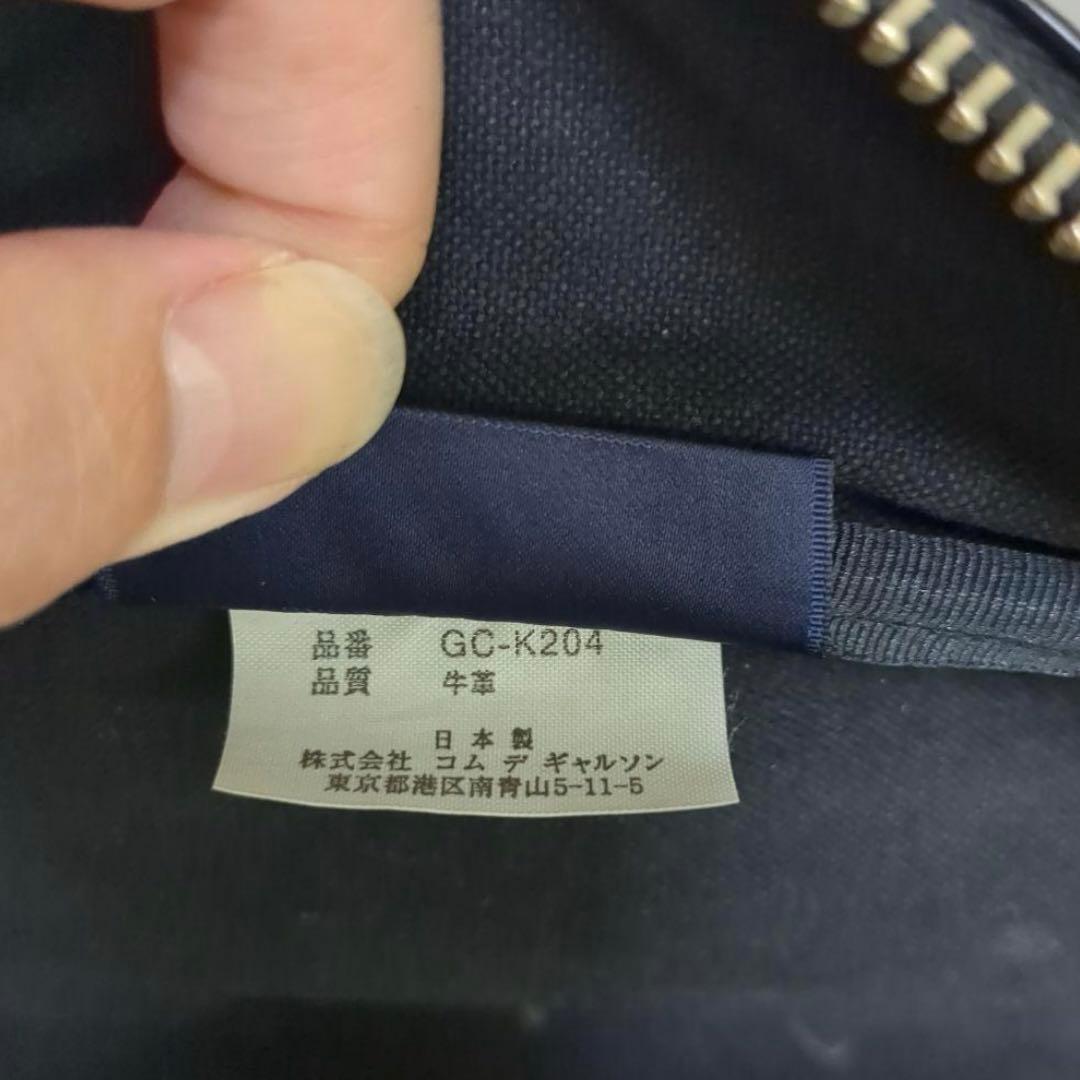 品番 GC-K204
品質 牛革
日本製
株式会社 コム デ ギャルソン
東京都港区南青山5-11-5